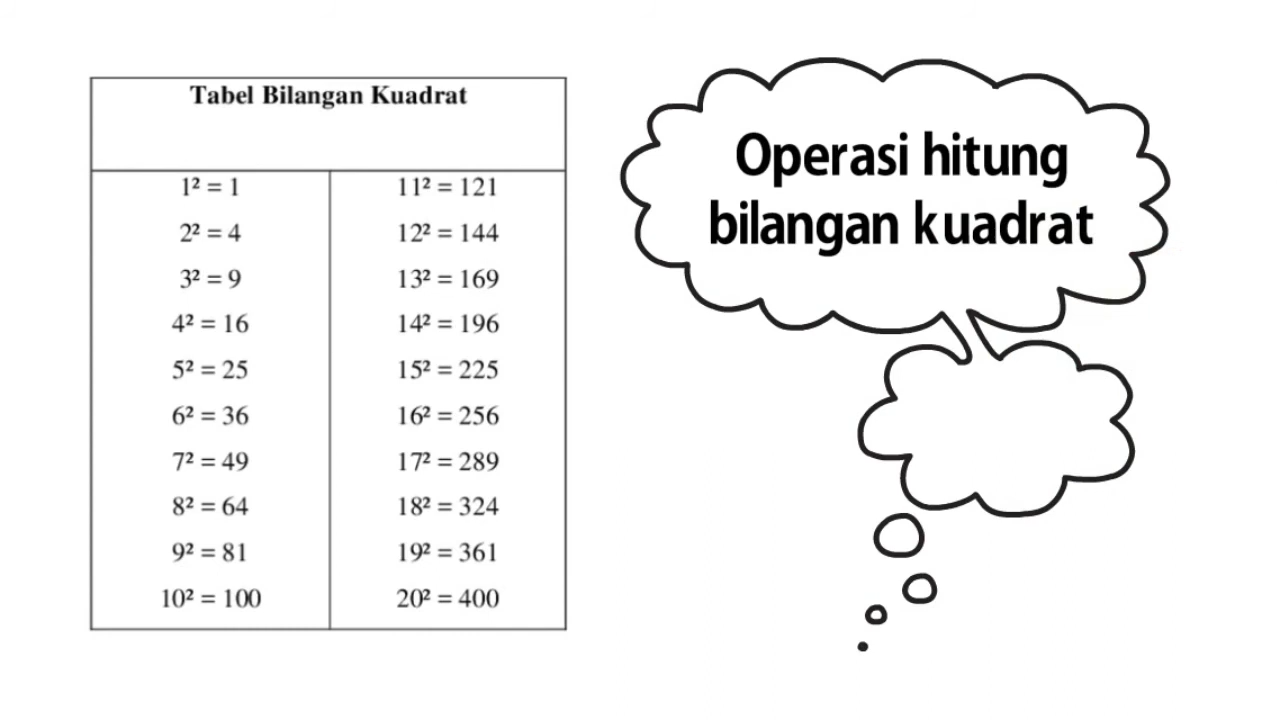 Tabel Bilangan Kuadrat
1² = 1
2² = 4
3² = 9
4² = 16
5² = 25
6² = 36
7² = 49
8² = 64
9² = 81
10² = 100
11² = 121
12² = 144
13² = 169
14² = 196
15² = 225
16² = 256
17² = 289
18² = 324
19² = 361
20² = 400
Operasi hitung
bilangan kuadrat